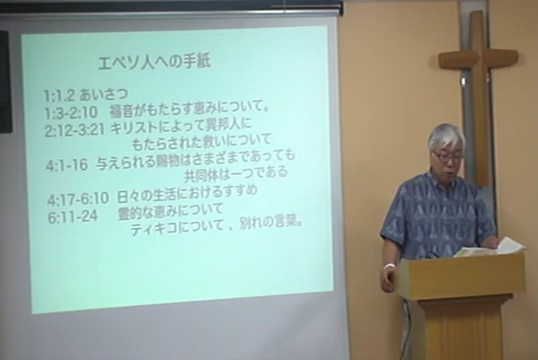 エペソ人への手紙
1:1.2 あいさつ
1:3-2:10 福音がもたらす恵みについて。
2:12-3:21 キリストによって異邦人に
もたらされた救いについて
4:1-16 与えられる賜物はさまざまであっても
共同体は一つである
4:17-6:10 日々の生活におけるすすめ
6:11-24 霊的な恵みについて
ティキコについて、別れの言葉。